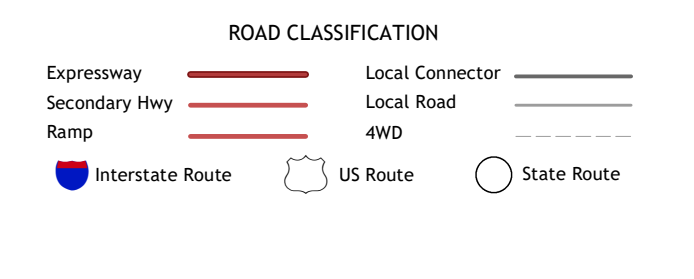 ROAD CLASSIFICATION
Expressway
Local Connector
Secondary Hwy
Local Road
Ramp
4WD
Interstate Route
US Route
State Route